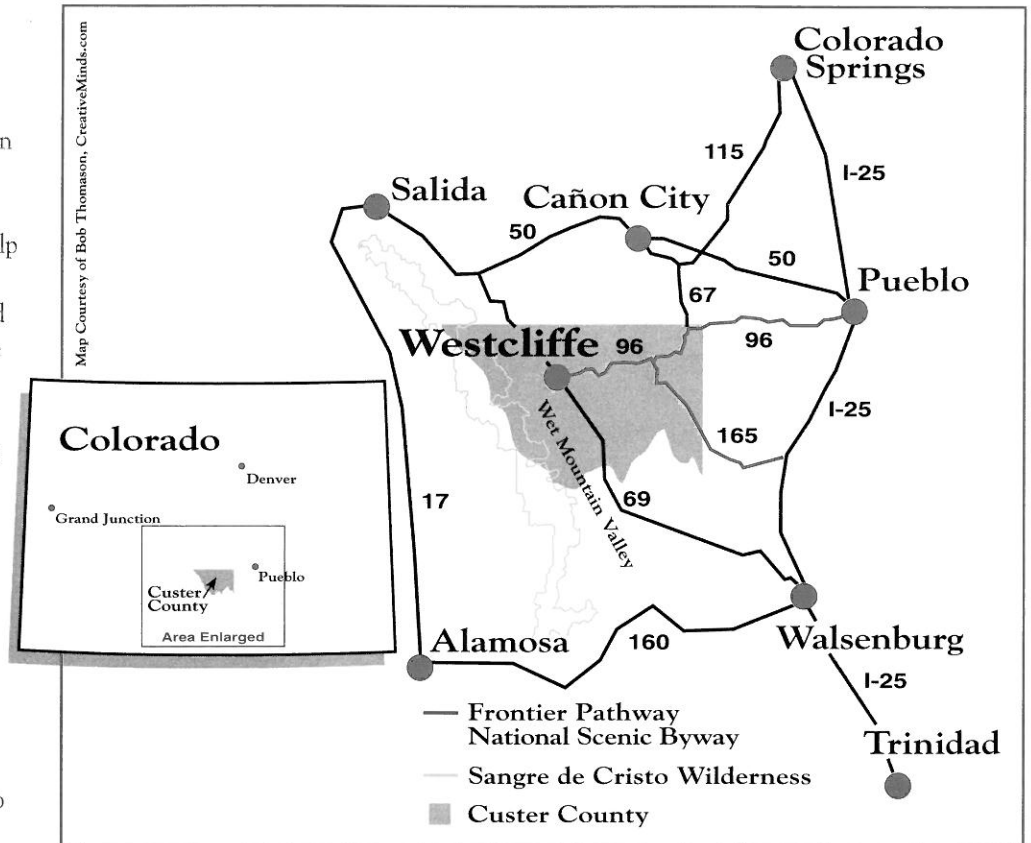 n
lp
d
Map Courtesy of Bob Thomason, CreativeMinds.com
Colorado
Springs
115
I-25
Salida
Cañon City
50
50
Pueblo
67
Westcliffe
96
96
I-25
165
Wet Mountain Valley
69
17
Colorado
Denver
Grand Junction
Pueblo
Custer
County
Area Enlarged
Alamosa
160
Walsenburg
I-25
Trinidad
Frontier Pathway
National Scenic Byway
Sangre de Cristo Wilderness
Custer County